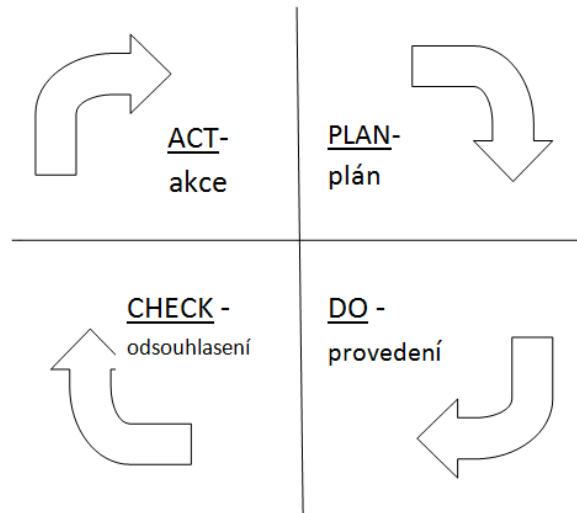 ACT-
akce
PLAN-
plán
CHECK -
odsouhlasení
DO -
provedení